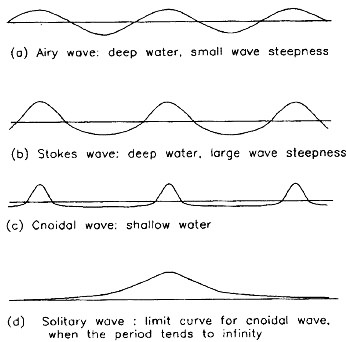 (a) Airy wave: deep water, small wave steepness
(b) Stokes wave: deep water, large wave steepness
(c) Cnoidal wave: shallow water
(d) Solitary wave : limit curve for cnoidal wave,
when the period tends to infinity